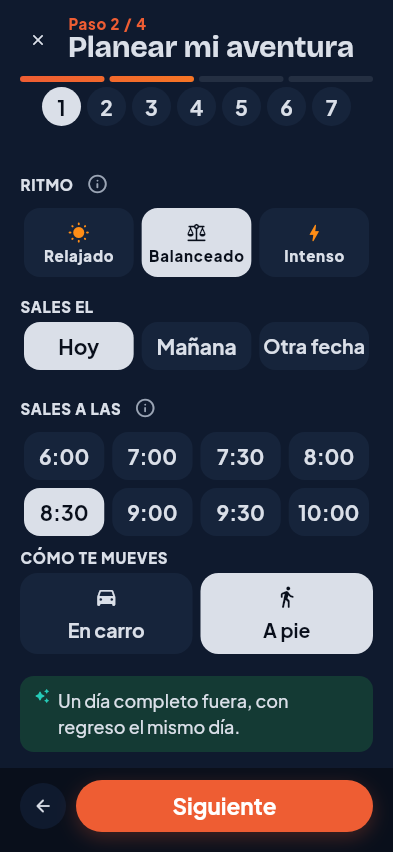 Paso 2 / 4
Planear mi aventura
1 2 3 4 5 6 7
RITMO
Relajado Balanceado Intenso
SALES EL
Hoy Mañana Otra fecha
SALES A LAS
6:00 7:00 7:30 8:00
8:30 9:00 9:30 10:00
CÓMO TE MUEVES
En carro A pie
Un día completo fuera, con
regreso el mismo día.
Siguiente